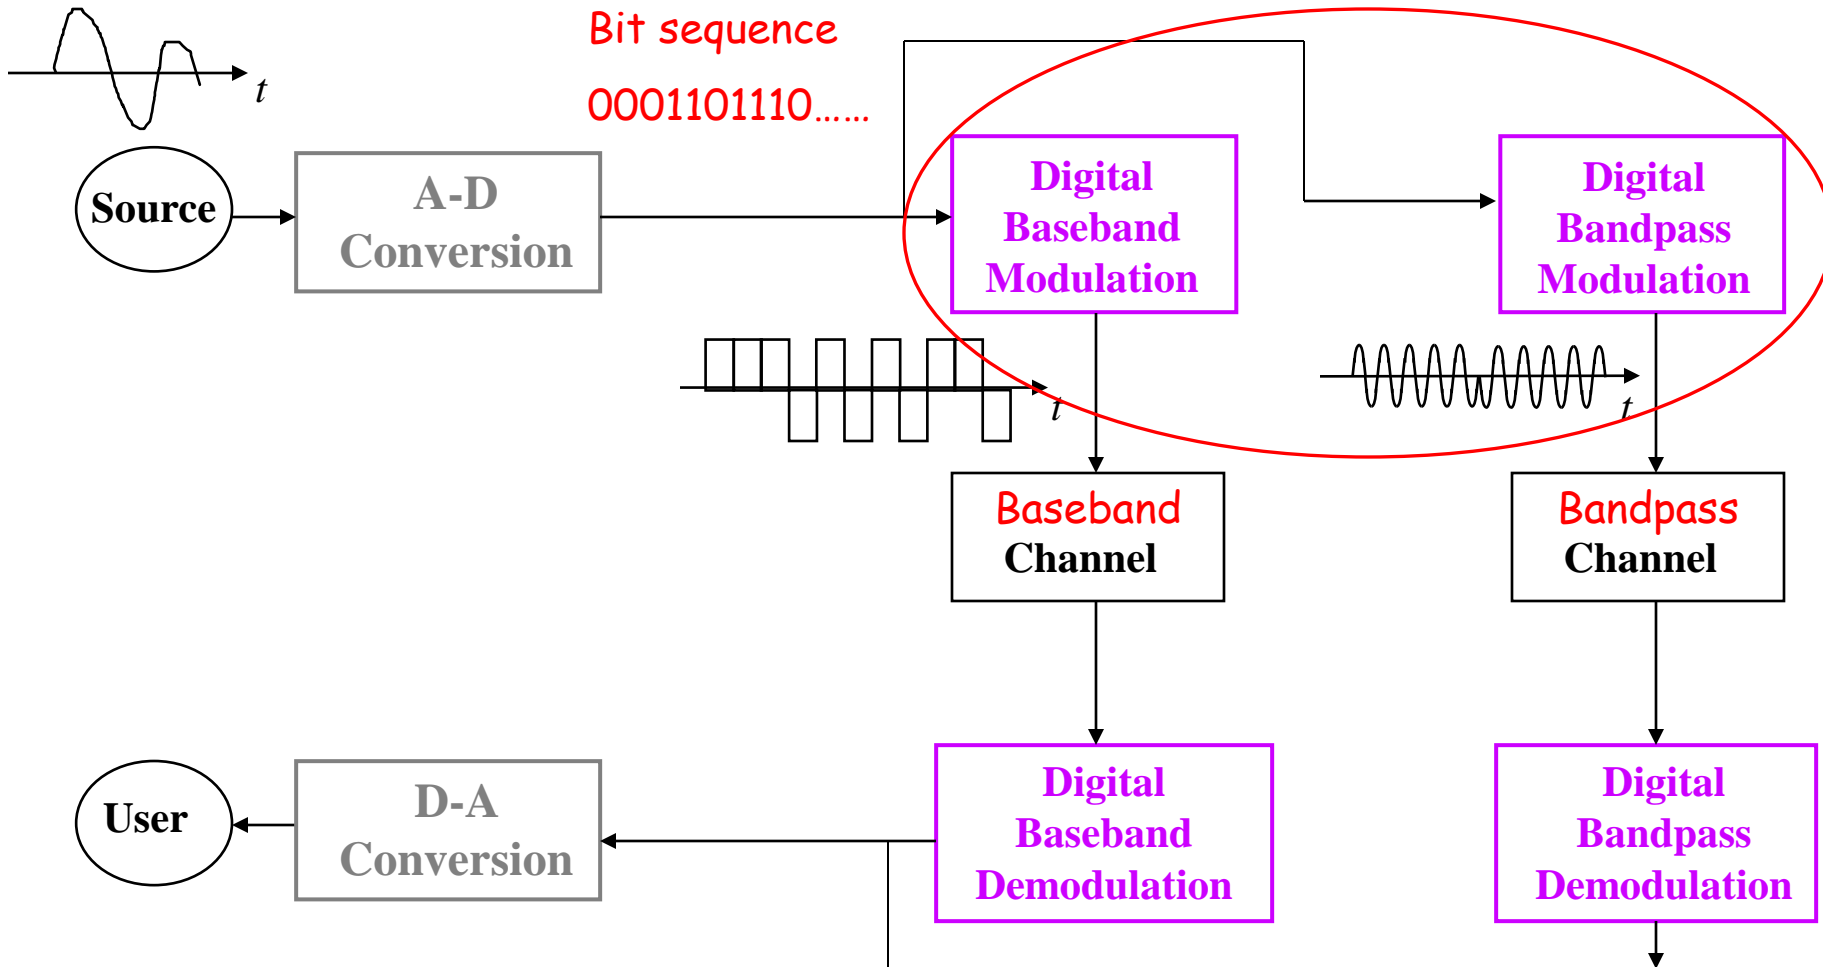 Bit sequence
0001101110......
t
Source
A-D
Conversion
Digital
Baseband
Modulation
Digital
Bandpass
Modulation
t
t
Baseband
Channel
Bandpass
Channel
User
D-A
Conversion
Digital
Baseband
Demodulation
Digital
Bandpass
Demodulation